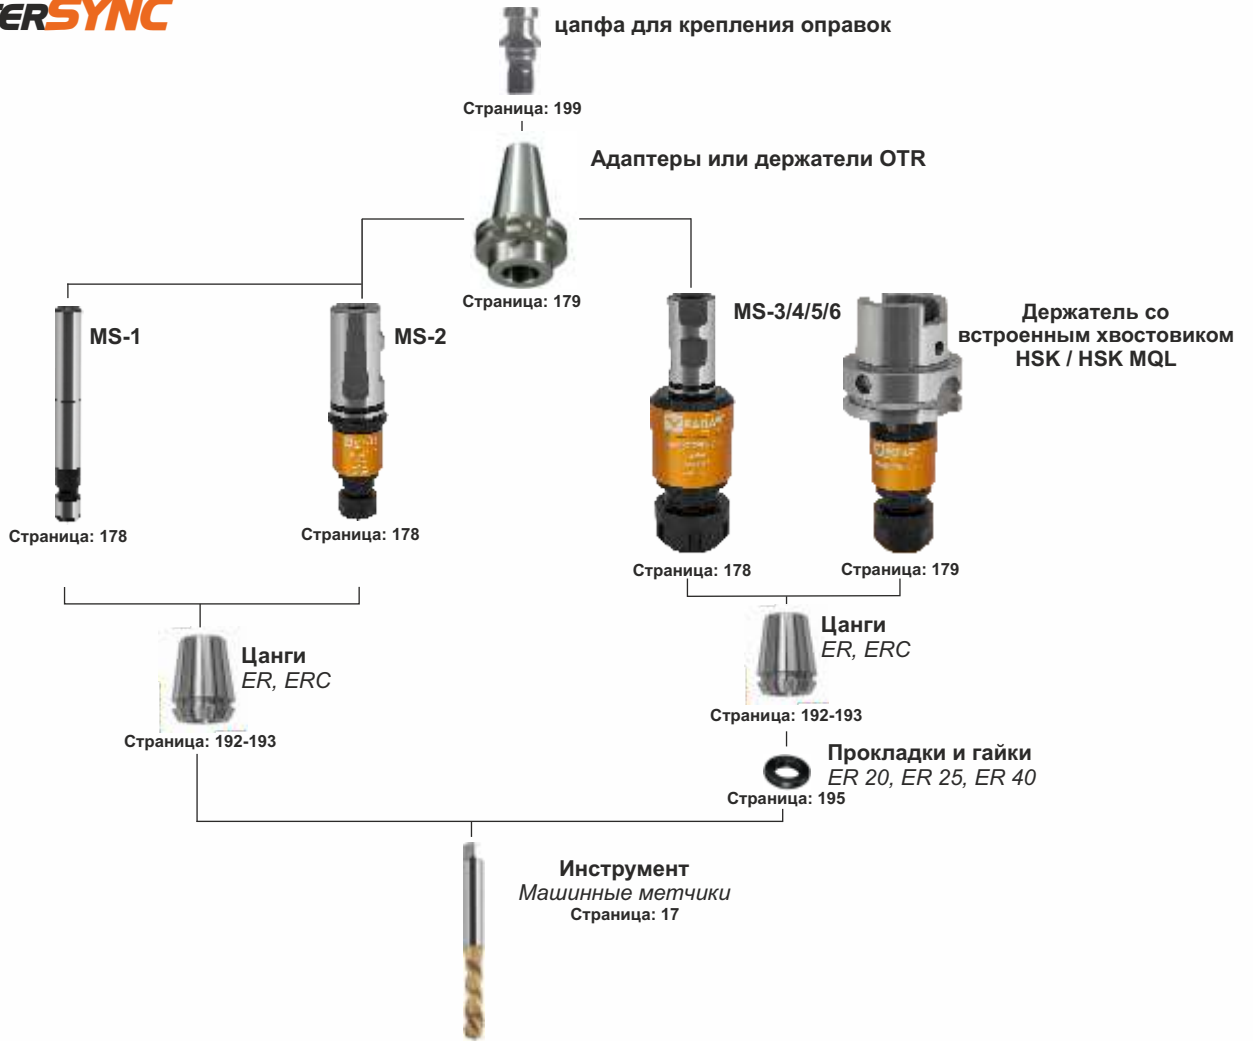 ERSYNC
цапфа для крепления оправок
Страница: 199
Адаптеры или держатели OTR
Страница: 179
MS-1
MS-2
MS-3/4/5/6
Держатель со
встроенным хвостовиком
HSK / HSK MQL
Страница: 178
Страница: 178
Страница: 178
Страница: 179
Цанги
ER, ERC
Страница: 192-193
Цанги
ER, ERC
Страница: 192-193
Прокладки и гайки
ER 20, ER 25, ER 40
Страница: 195
Инструмент
Машинные метчики
Страница: 17